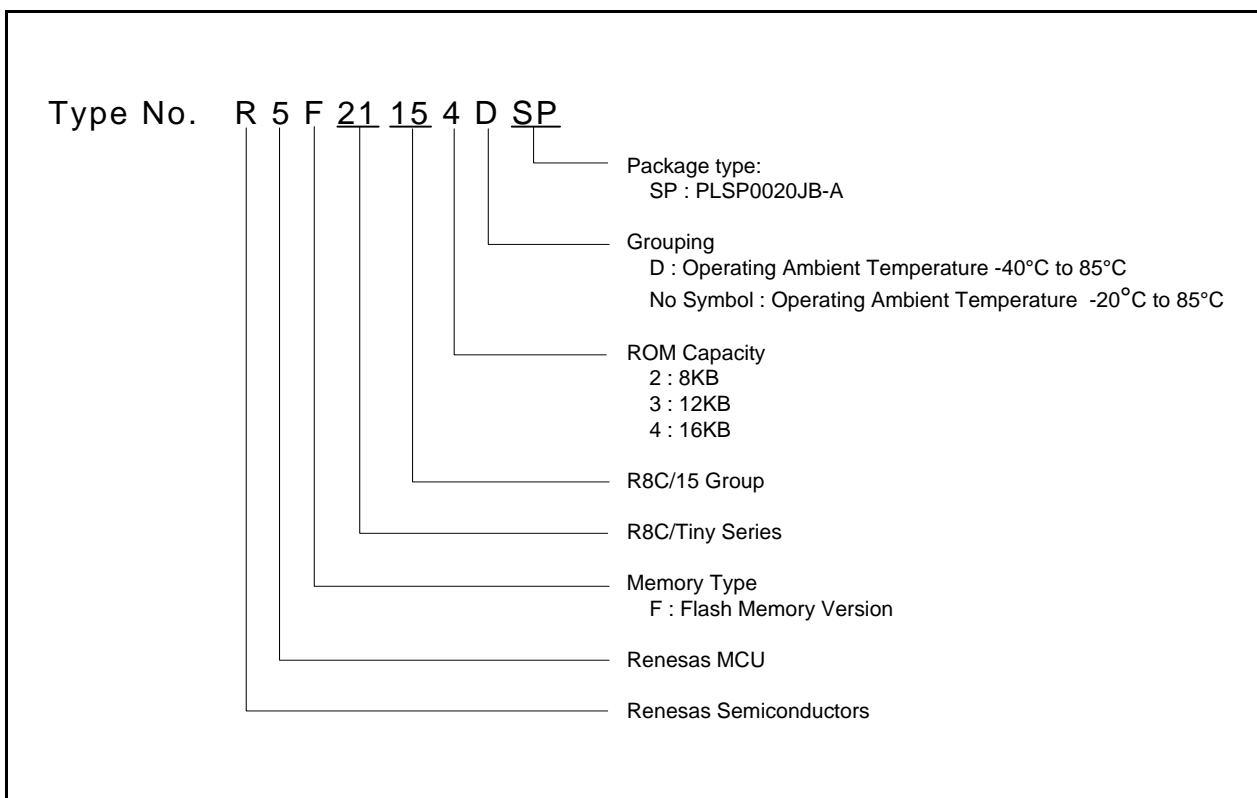 Type No. R 5 F 21 15 4 D SP
Package type:
SP : PLSP0020JB-A
Grouping
D : Operating Ambient Temperature -40°C to 85°C
No Symbol : Operating Ambient Temperature -20°C to 85°C
ROM Capacity
2 : 8KB
3 : 12KB
4 : 16KB
R8C/15 Group
R8C/Tiny Series
Memory Type
F : Flash Memory Version
Renesas MCU
Renesas Semiconductors